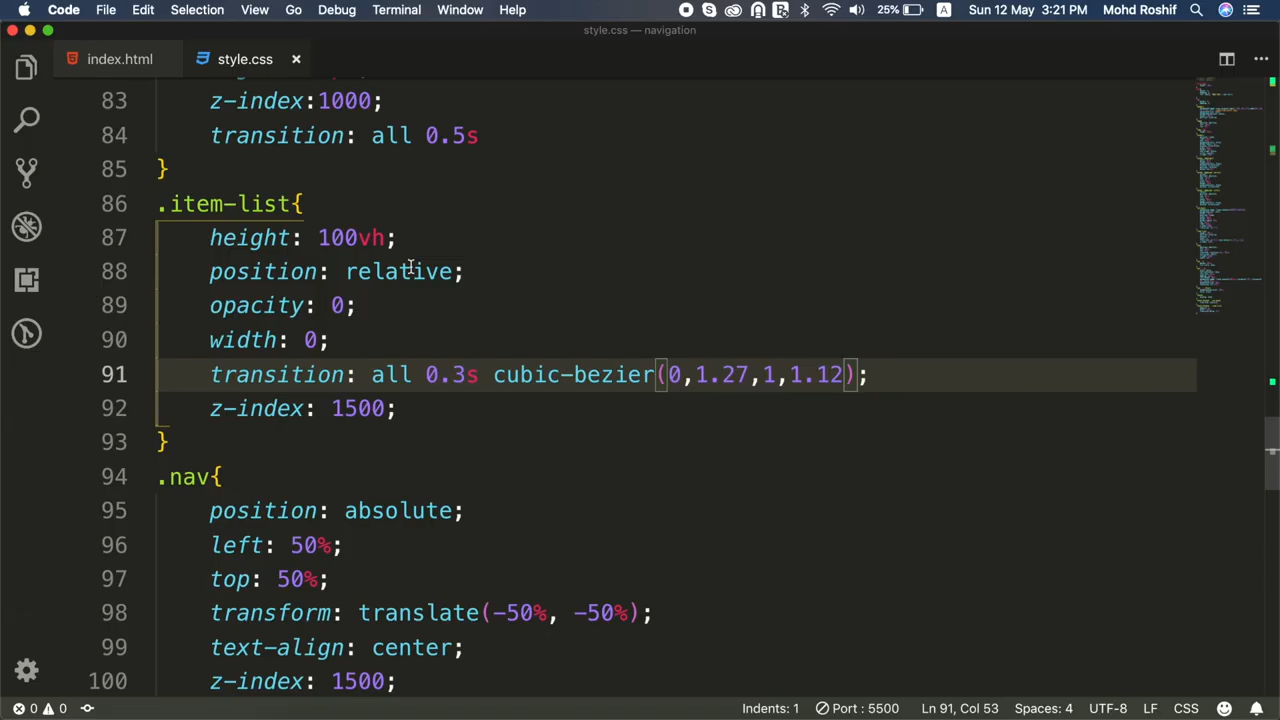 Code File Edit Selection View Go Debug Terminal Window Help 25% A Sun 12 May 3:21 PM Mohd Roshif
style.css — navigation
index.html style.css ×
83 z-index:1000;
84 transition: all 0.5s
85 }
86 .item-list{
87 height: 100vh;
88 position: relative;
89 opacity: 0;
90 width: 0;
91 transition: all 0.3s cubic-bezier(0,1.27,1,1.12);
92 z-index: 1500;
93 }
94 .nav{
95 position: absolute;
96 left: 50%;
97 top: 50%;
98 transform: translate(-50%, -50%);
99 text-align: center;
100 z-index: 1500;
0 0 Indents: 1 Port : 5500 Ln 91, Col 53 Spaces: 4 UTF-8 LF CSS